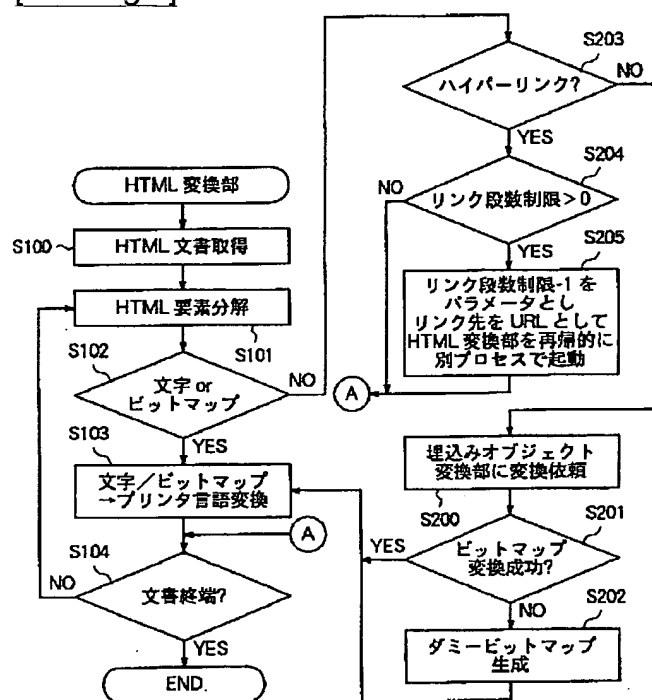 HTML 変換部
S100
HTML 文書取得
HTML 要素分解
S101
S102
文字 or
ビットマップ
NO
YES
S103
文字／ビットマップ
→プリンタ言語変換
A
S104
NO
文書終端?
YES
END.
S203
ハイパーリンク?
NO
YES
S204
NO
リンク段数制限>0
YES
S205
リンク段数制限-1を
パラメータとし
リンク先を URL として
HTML 変換部を再帰的に
別プロセスで起動
A
埋込みオブジェクト
変換部に変換依頼
S200
S201
YES
ビットマップ
変換成功?
NO
S202
ダミービットマップ
生成